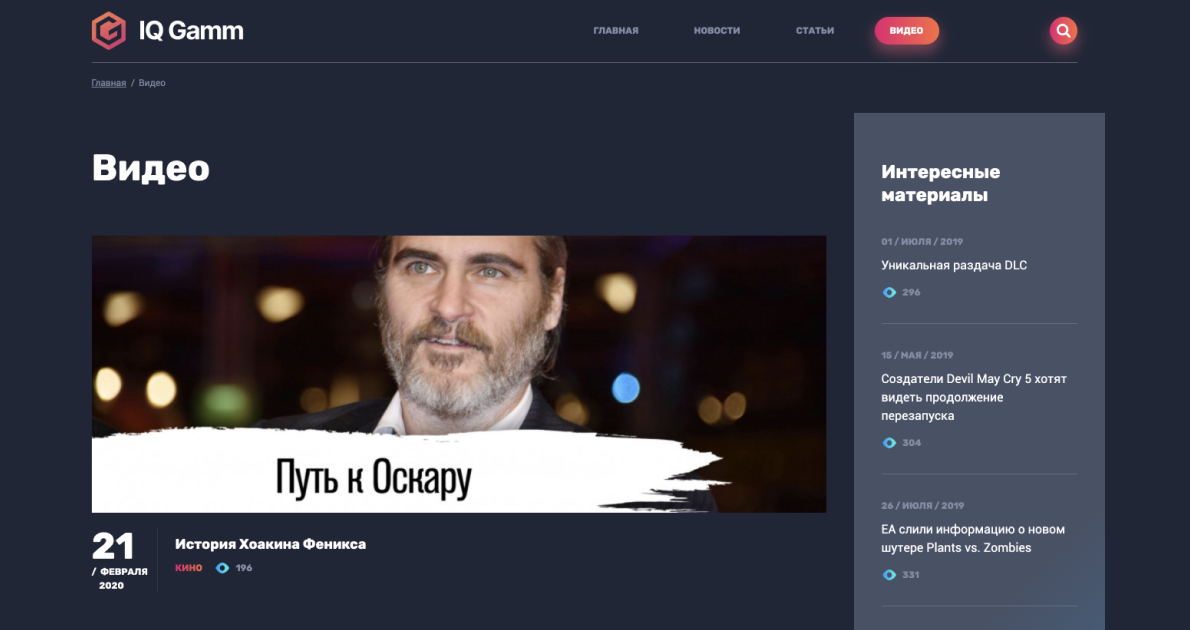 IQ Gamm
ГЛАВНАЯ
НОВОСТИ
СТАТЬИ
ВИДЕО
Главная / Видео
Видео
Путь к Оскару
21
/ ФЕВРАЛЯ
2020
История Хоакина Феникса
КИНО
196
Интересные
материалы
01 / ИЮЛЯ / 2019
Уникальная раздача DLC
296
15 / МАЯ / 2019
Создатели Devil May Cry 5 хотят
видеть продолжение
перезапуска
304
26 / ИЮЛЯ / 2019
EA слили информацию о новом
шутере Plants vs. Zombies
331